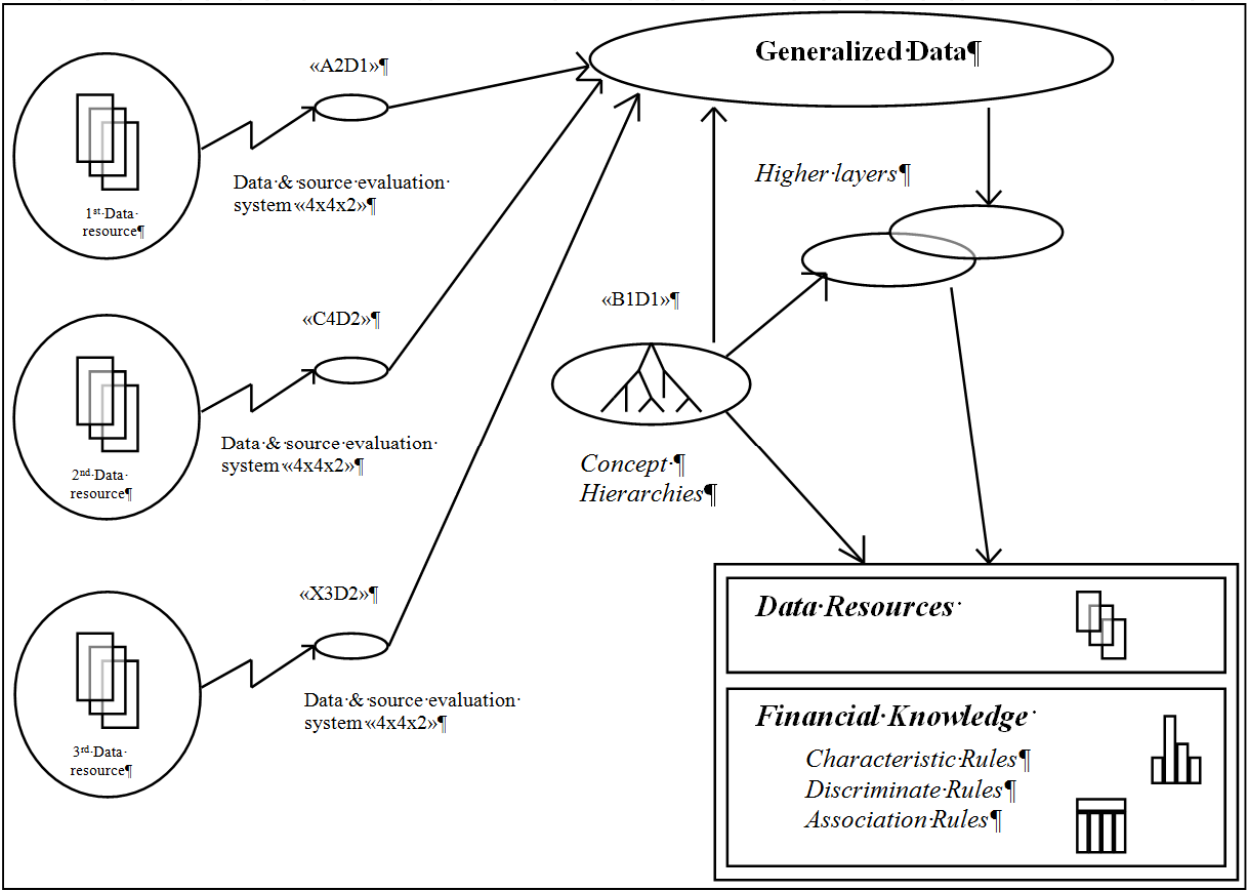 Generalized·Data¶
«A2D1»¶
Data·&·source·evaluation·
system·«4x4x2»¶
1st·Data·
resource¶
Higher·layers¶
«B1D1»¶
«C4D2»¶
Data·&·source·evaluation·
system·«4x4x2»¶
2nd·Data·
resource¶
Concept·¶
Hierarchies¶
«X3D2»¶
Data·&·source·evaluation·
system·«4x4x2»¶
3rd·Data·
resource¶
Data·Resources·
Financial·Knowledge·
Characteristic·Rules¶
Discriminate·Rules¶
Association·Rules¶